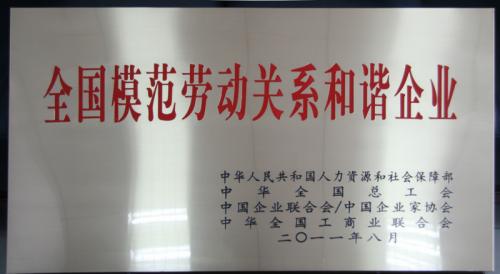 全国模范劳动关系和谐企业
中华人民共和国人力资源和社会保障部
中华全国总工会
中国企业联合会/中国企业家协会
中华全国工商业联合会
二〇一一年八月